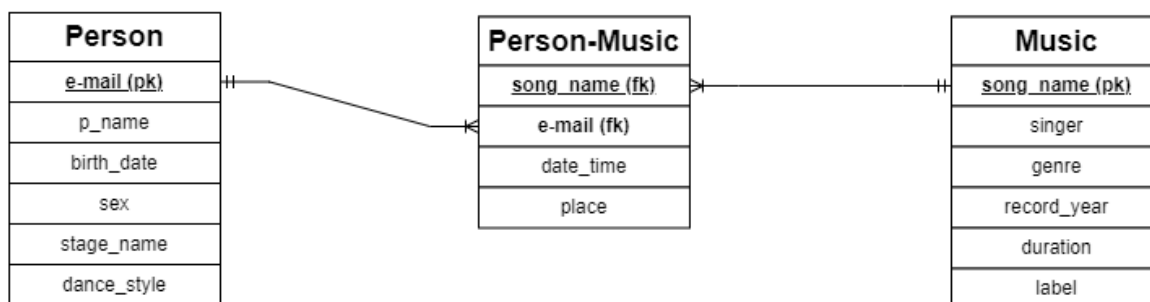 Person
e-mail (pk)
p_name
birth_date
sex
stage_name
dance_style
Person-Music
song_name (fk)
e-mail (fk)
date_time
place
Music
song_name (pk)
singer
genre
record_year
duration
label